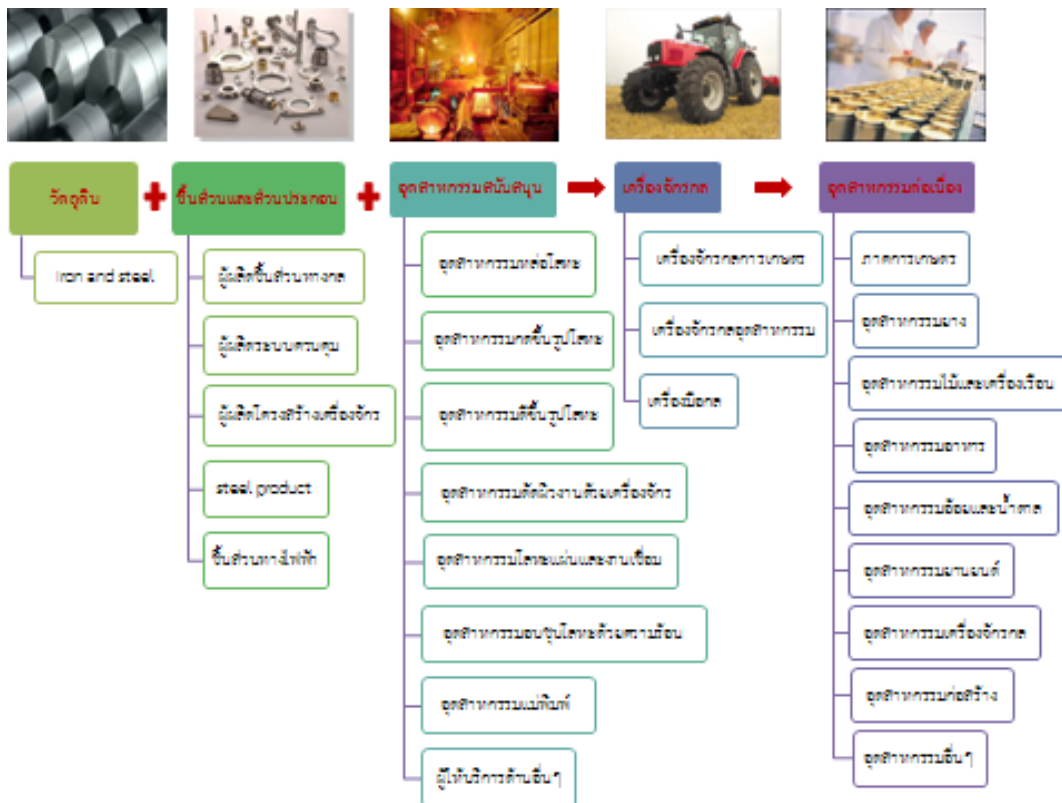 วัตถุดิบ
ชิ้นส่วนและส่วนประกอบ
อุตสาหกรรมสนับสนุน
เครื่องจักรกล
อุตสาหกรรมต่อเนื่อง
Iron and steel
ผู้ผลิตชิ้นส่วนทางกล
ผู้ผลิตระบบควบคุม
ผู้ผลิตโครงสร้างเครื่องจักร
steel product
ชิ้นส่วนทางไฟฟ้า
อุตสาหกรรมหล่อโลหะ
อุตสาหกรรมกดขึ้นรูปโลหะ
อุตสาหกรรมตีขึ้นรูปโลหะ
อุตสาหกรรมตัดผิวงานด้วยเครื่องจักร
อุตสาหกรรมโลหะแผ่นและงานเชื่อม
อุตสาหกรรมอบชุบโลหะด้วยความร้อน
อุตสาหกรรมแม่พิมพ์
ผู้ให้บริการด้านอื่นๆ
เครื่องจักรกลการเกษตร
เครื่องจักรกลอุตสาหกรรม
เครื่องมือกล
ภาคการเกษตร
อุตสาหกรรมยาง
อุตสาหกรรมไม้และเครื่องเรือน
อุตสาหกรรมอาหาร
อุตสาหกรรมอ้อยและน้ำตาล
อุตสาหกรรมยานยนต์
อุตสาหกรรมเครื่องจักรกล
อุตสาหกรรมก่อสร้าง
อุตสาหกรรมอื่นๆ